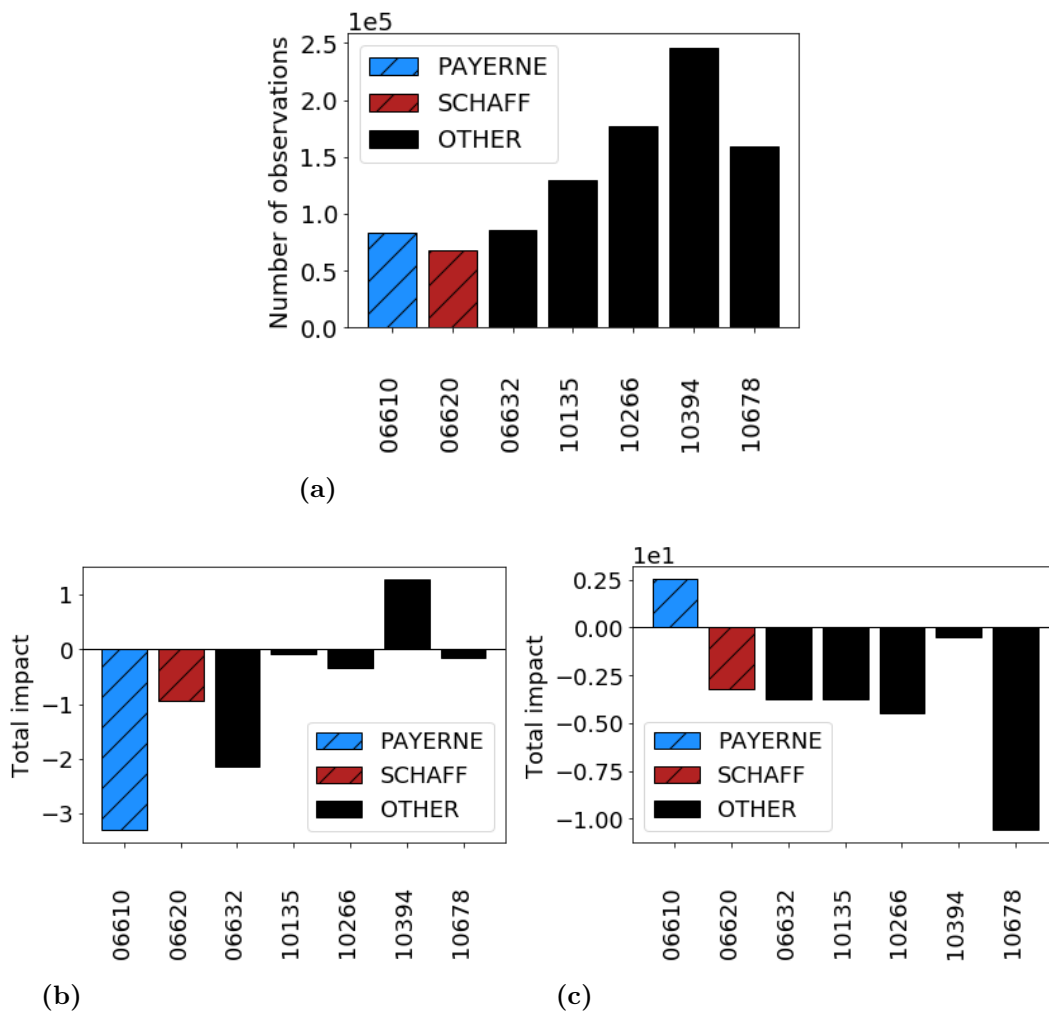 1e5
Number of observations
2.5
2.0
1.5
1.0
0.5
0.0
PAYERNE
SCHAFF
OTHER
06610
06620
06632
10135
10266
10394
10678
(a)
Total impact
1
0
−1
−2
−3
PAYERNE
SCHAFF
OTHER
06610
06620
06632
10135
10266
10394
10678
(b)
1e1
Total impact
0.25
0.00
−0.25
−0.50
−0.75
−1.00
PAYERNE
SCHAFF
OTHER
06610
06620
06632
10135
10266
10394
10678
(c)